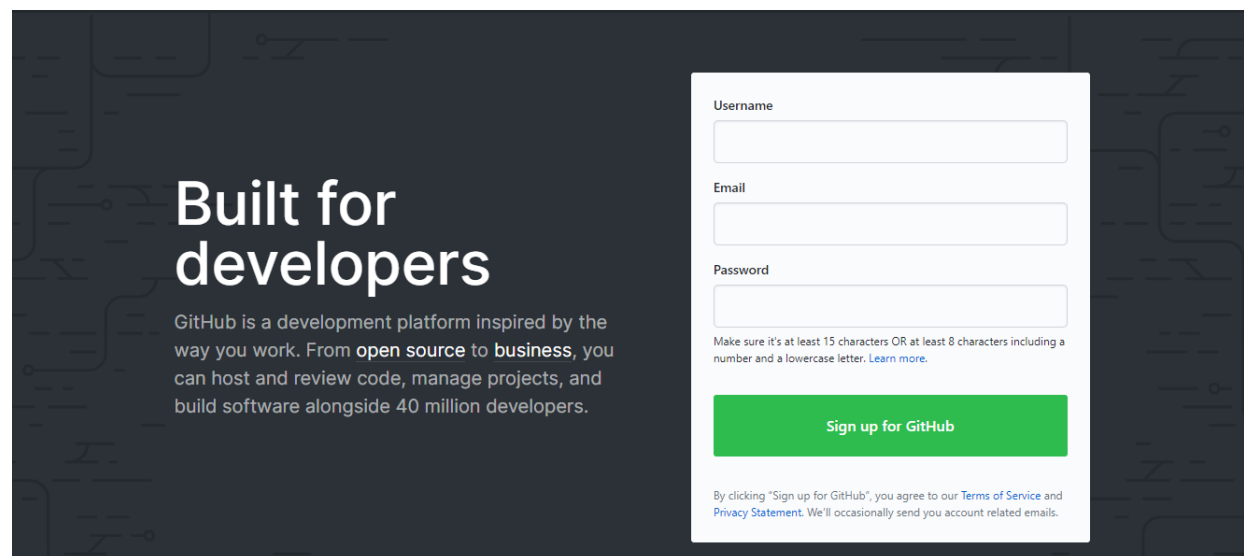 Built for
developers
GitHub is a development platform inspired by the
way you work. From open source to business, you
can host and review code, manage projects, and
build software alongside 40 million developers.
Username
Email
Password
Make sure it's at least 15 characters OR at least 8 characters including a
number and a lowercase letter. Learn more.
Sign up for GitHub
By clicking “Sign up for GitHub”, you agree to our Terms of Service and
Privacy Statement. We’ll occasionally send you account related emails.